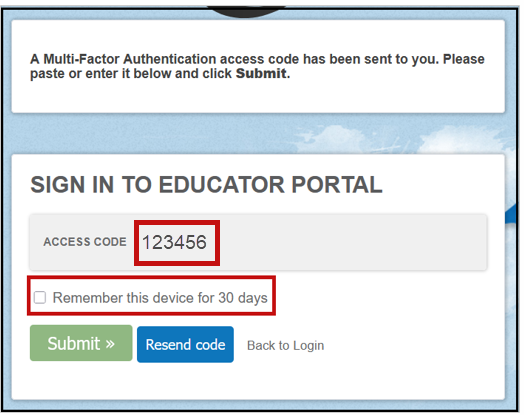 A Multi-Factor Authentication access code has been sent to you. Please
paste or enter it below and click Submit.
SIGN IN TO EDUCATOR PORTAL
ACCESS CODE 123456
Remember this device for 30 days
Submit » Resend code Back to Login